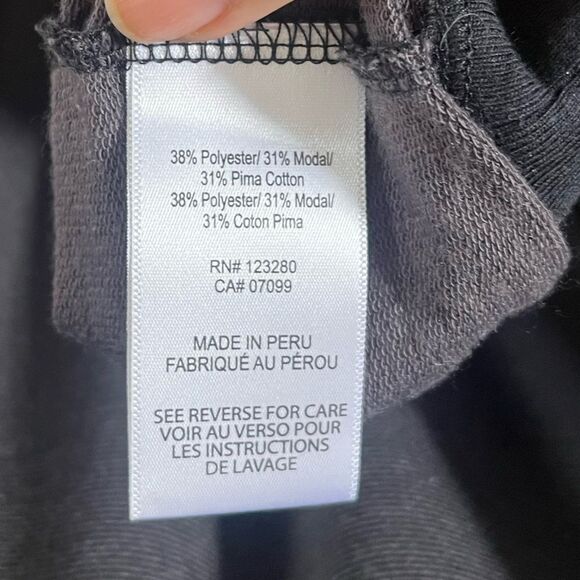 38% Polyester/ 31% Modal/
31% Pima Cotton
38% Polyester/ 31% Modal/
31% Coton Pima
RN# 123280
CA# 07099
MADE IN PERU
FABRIQUÉ AU PÉROU
SEE REVERSE FOR CARE
VOIR AU VERSO POUR
LES INSTRUCTIONS
DE LAVAGE